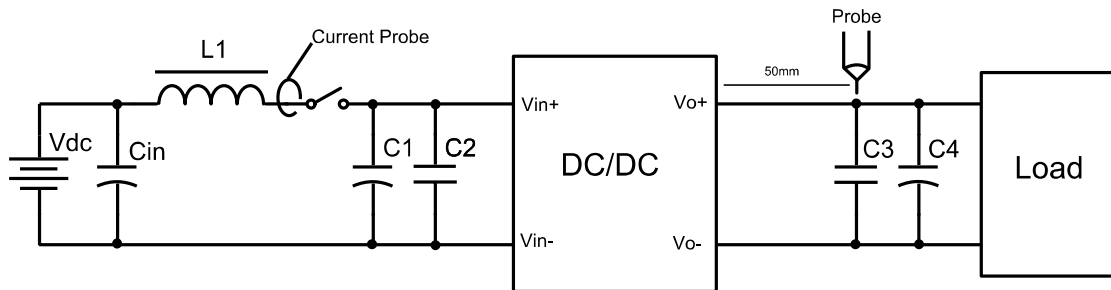 Probe
Current Probe
L1
50mm
Vin+
Vo+
Vdc
Cin
C1
C2
DC/DC
C3
C4
Load
Vin-
Vo-